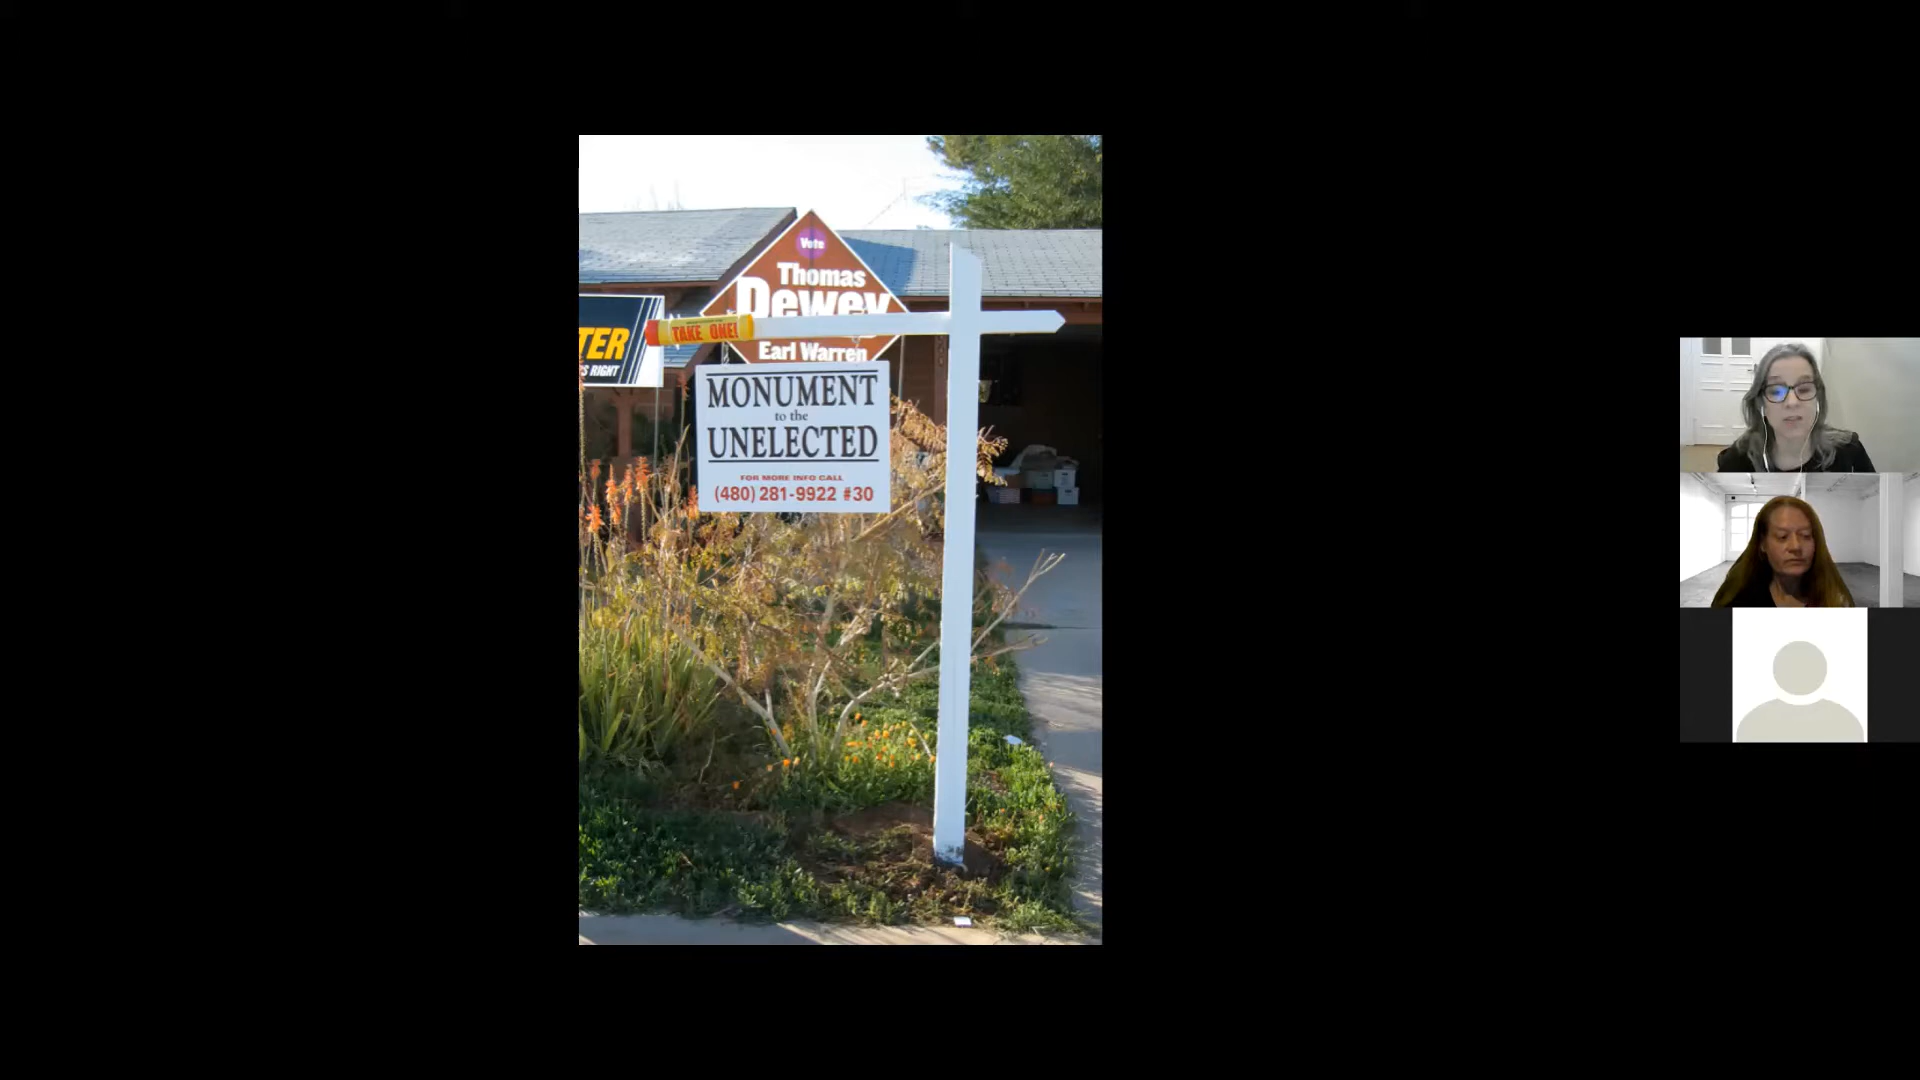 Vote
Thomas
Dewey
Earl Warren
TER
S RIGHT
TAKE ONE!
MONUMENT
to the
UNELECTED
FOR MORE INFO CALL
(480) 281-9922 #30